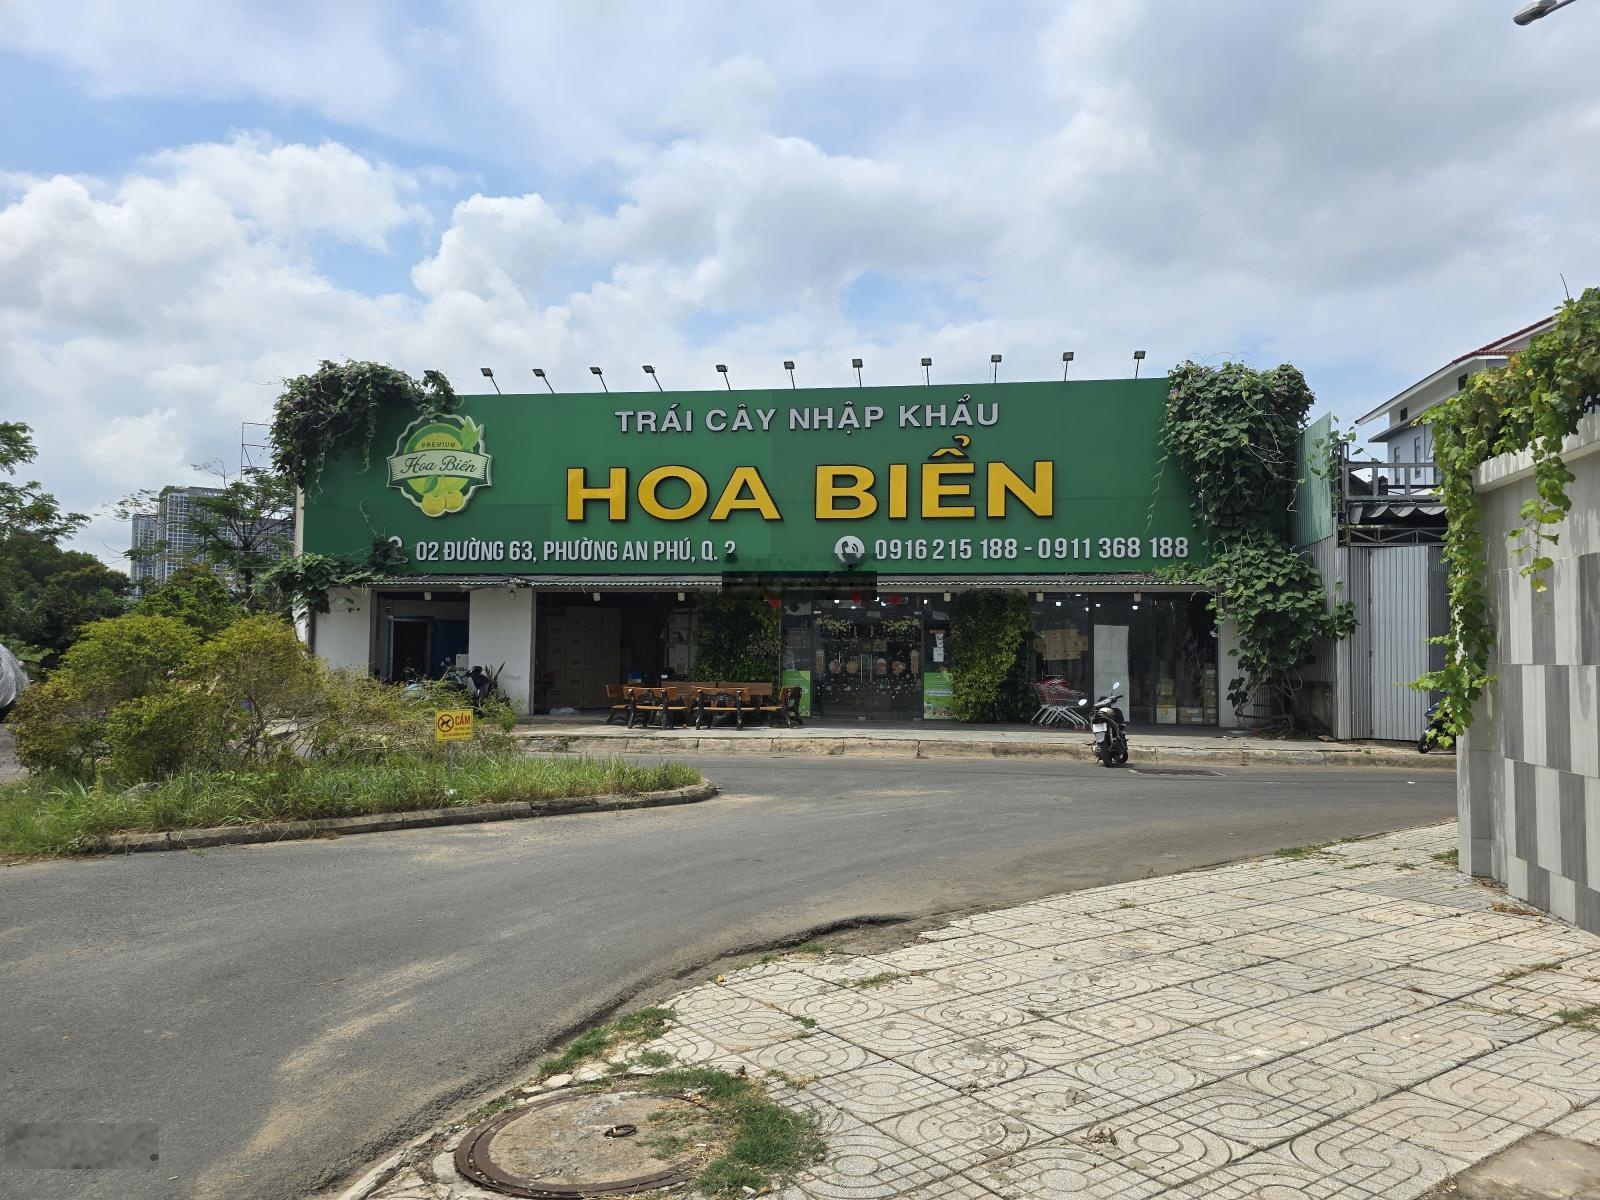 TRÁI CÂY NHẬP KHẨU
PREMIUM
Hoa Biển
HOA BIỂN
02 ĐƯỜNG 63, PHƯỜNG AN PHÚ, Q. 2
0916 215 188 - 0911 368 188
CẤM